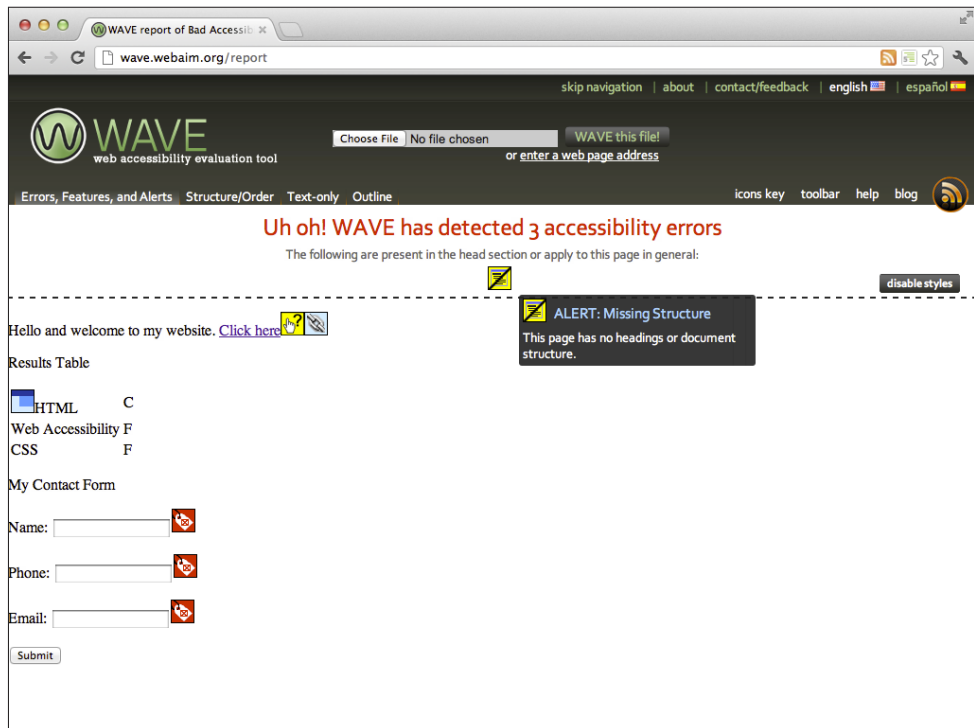 WAVE report of Bad Accessib
wave.webaim.org/report
skip navigation | about | contact/feedback | english | español
WAVE
web accessibility evaluation tool
Choose File No file chosen WAVE this file!
or enter a web page address
Errors, Features, and Alerts Structure/Order Text-only Outline icons key toolbar help blog
Uh oh! WAVE has detected 3 accessibility errors
The following are present in the head section or apply to this page in general:
disable styles
ALERT: Missing Structure
This page has no headings or document
structure.
Hello and welcome to my website. Click here
Results Table
HTML C
Web Accessibility F
CSS F
My Contact Form
Name:
Phone:
Email:
Submit